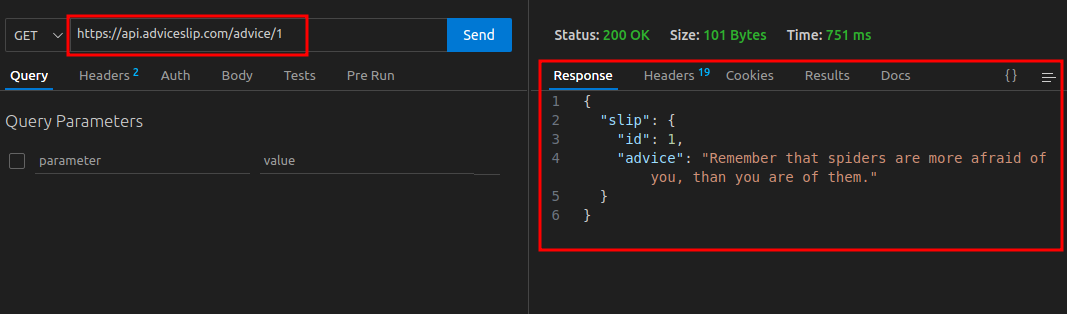 GET https://api.adviceslip.com/advice/1 Send
Query Headers 2 Auth Body Tests Pre Run
Query Parameters
parameter value
Status: 200 OK Size: 101 Bytes Time: 751 ms
Response Headers 19 Cookies Results Docs {}
1 {
2 "slip": {
3 "id": 1,
4 "advice": "Remember that spiders are more afraid of
you, than you are of them."
5 }
6 }